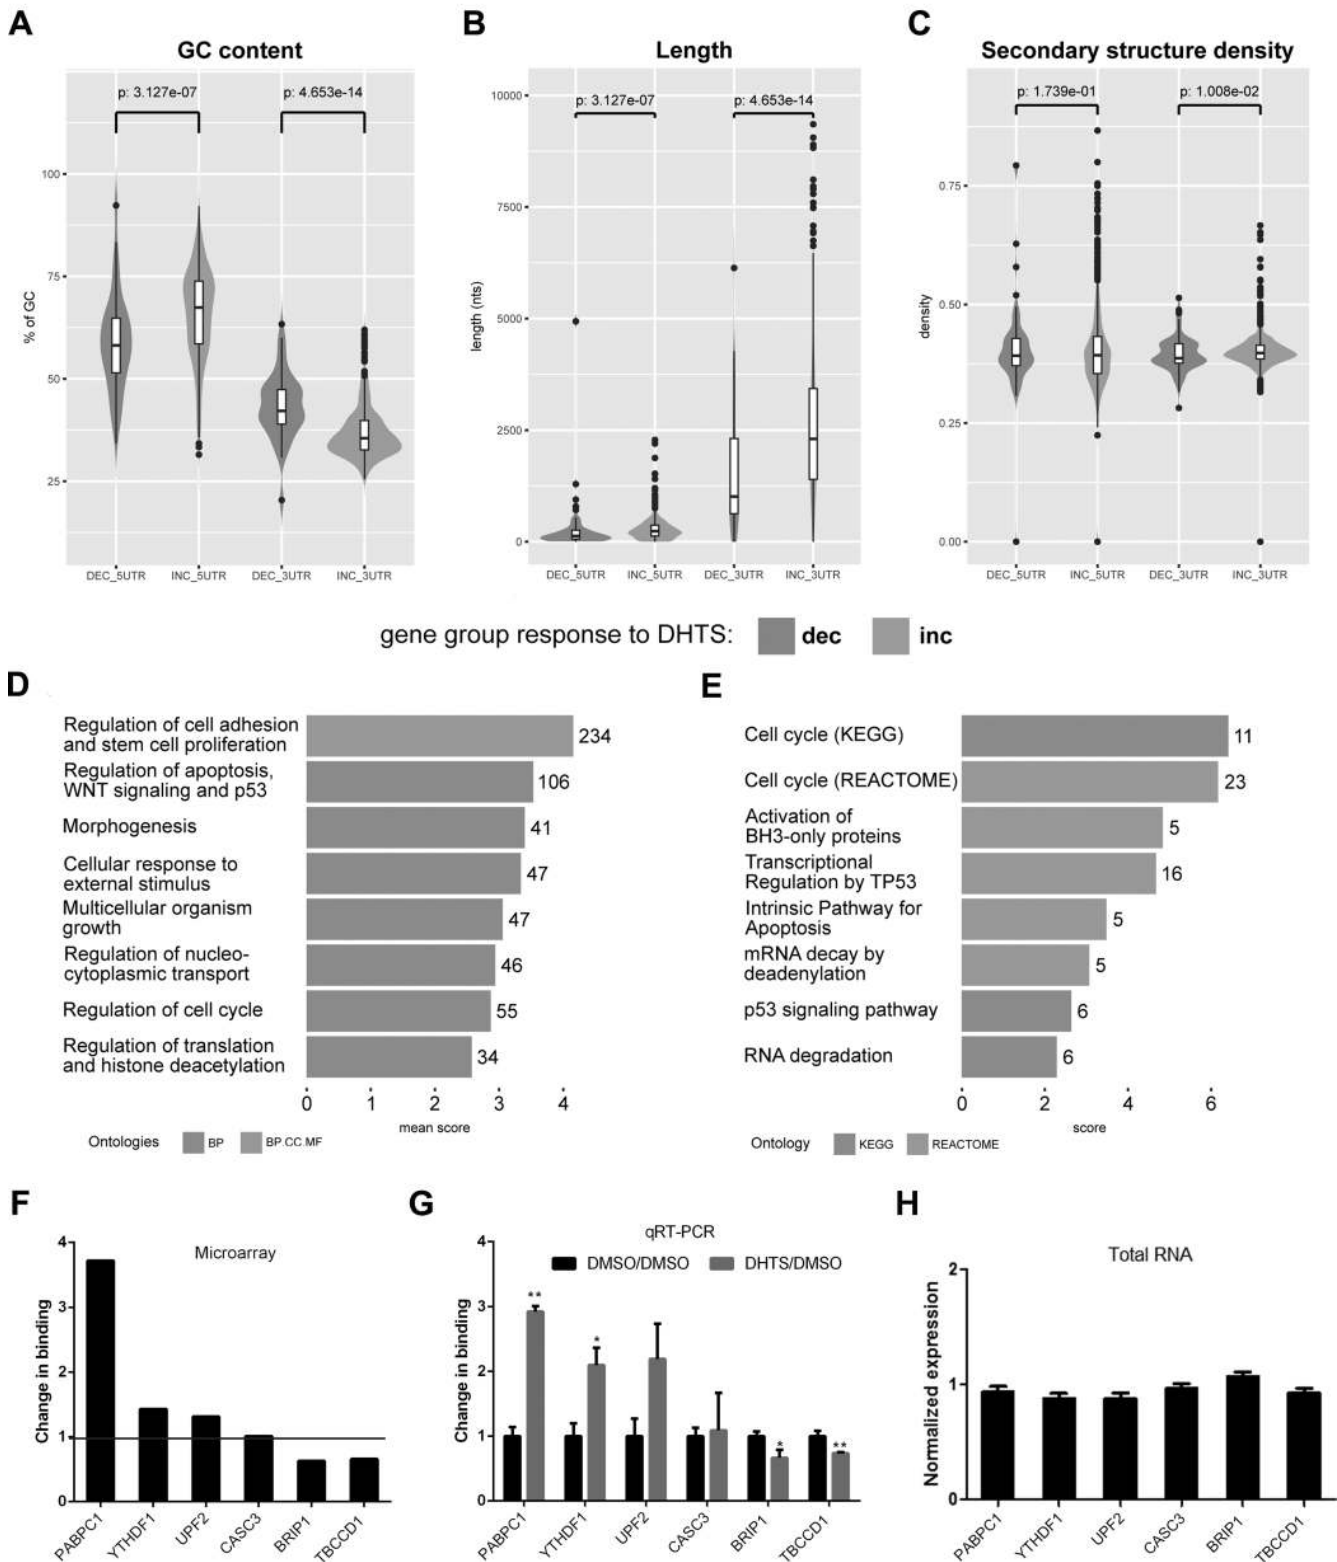 A
GC content
p: 3.127e-07
p: 4.653e-14
100
75
50
25
% of GC
DEC_5UTR
INC_5UTR
DEC_3UTR
INC_3UTR
B
Length
p: 3.127e-07
p: 4.653e-14
10000
7500
5000
2500
0
length (nts)
DEC_5UTR
INC_5UTR
DEC_3UTR
INC_3UTR
C
Secondary structure density
p: 1.739e-01
p: 1.008e-02
0.75
0.50
0.25
0.00
density
DEC_5UTR
INC_5UTR
DEC_3UTR
INC_3UTR
gene group response to DHTS: dec inc
D
Regulation of cell adhesion
and stem cell proliferation
234
Regulation of apoptosis,
WNT signaling and p53
106
Morphogenesis
41
Cellular response to
external stimulus
47
Multicellular organism
growth
47
Regulation of nucleo-
cytoplasmic transport
46
Regulation of cell cycle
55
Regulation of translation
and histone deacetylation
34
0 1 2 3 4
mean score
Ontologies BP BP.CC.MF
E
Cell cycle (KEGG)
11
Cell cycle (REACTOME)
23
Activation of
BH3-only proteins
5
Transcriptional
Regulation by TP53
16
Intrinsic Pathway for
Apoptosis
5
mRNA decay by
deadenylation
5
p53 signaling pathway
6
RNA degradation
6
0 2 4 6
score
Ontology KEGG REACTOME
F
Microarray
4
3
2
1
0
Change in binding
PABPC1
YTHDF1
UPF2
CASC3
BRIP1
TBCCD1
G
qRT-PCR
DMSO/DMSO DHTS/DMSO
4
3
2
1
0
Change in binding
**
*
*
**
PABPC1
YTHDF1
UPF2
CASC3
BRIP1
TBCCD1
H
Total RNA
2
1
0
Normalized expression
PABPC1
YTHDF1
UPF2
CASC3
BRIP1
TBCCD1